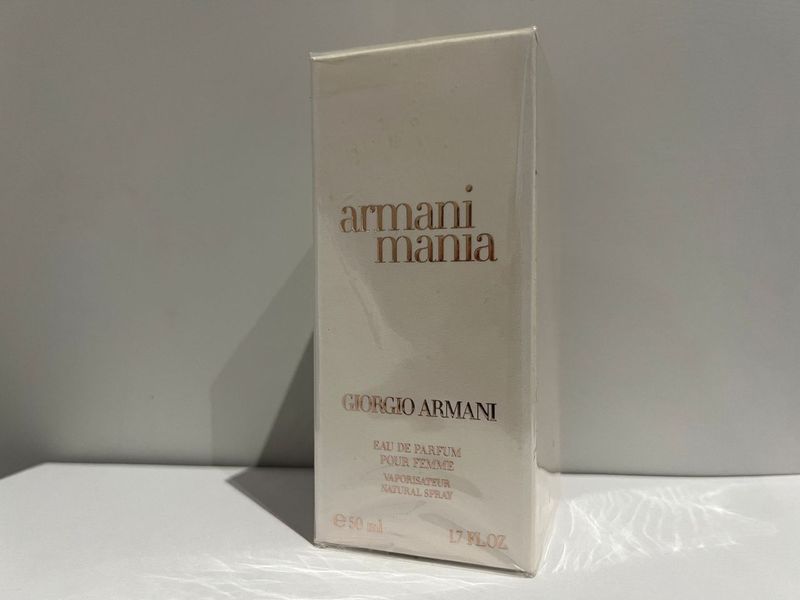 armani
mania
GIORGIO ARMANI
EAU DE PARFUM
POUR FEMME
VAPORISATEUR
NATURAL SPRAY
℮ 50 ml
1.7 FL.OZ